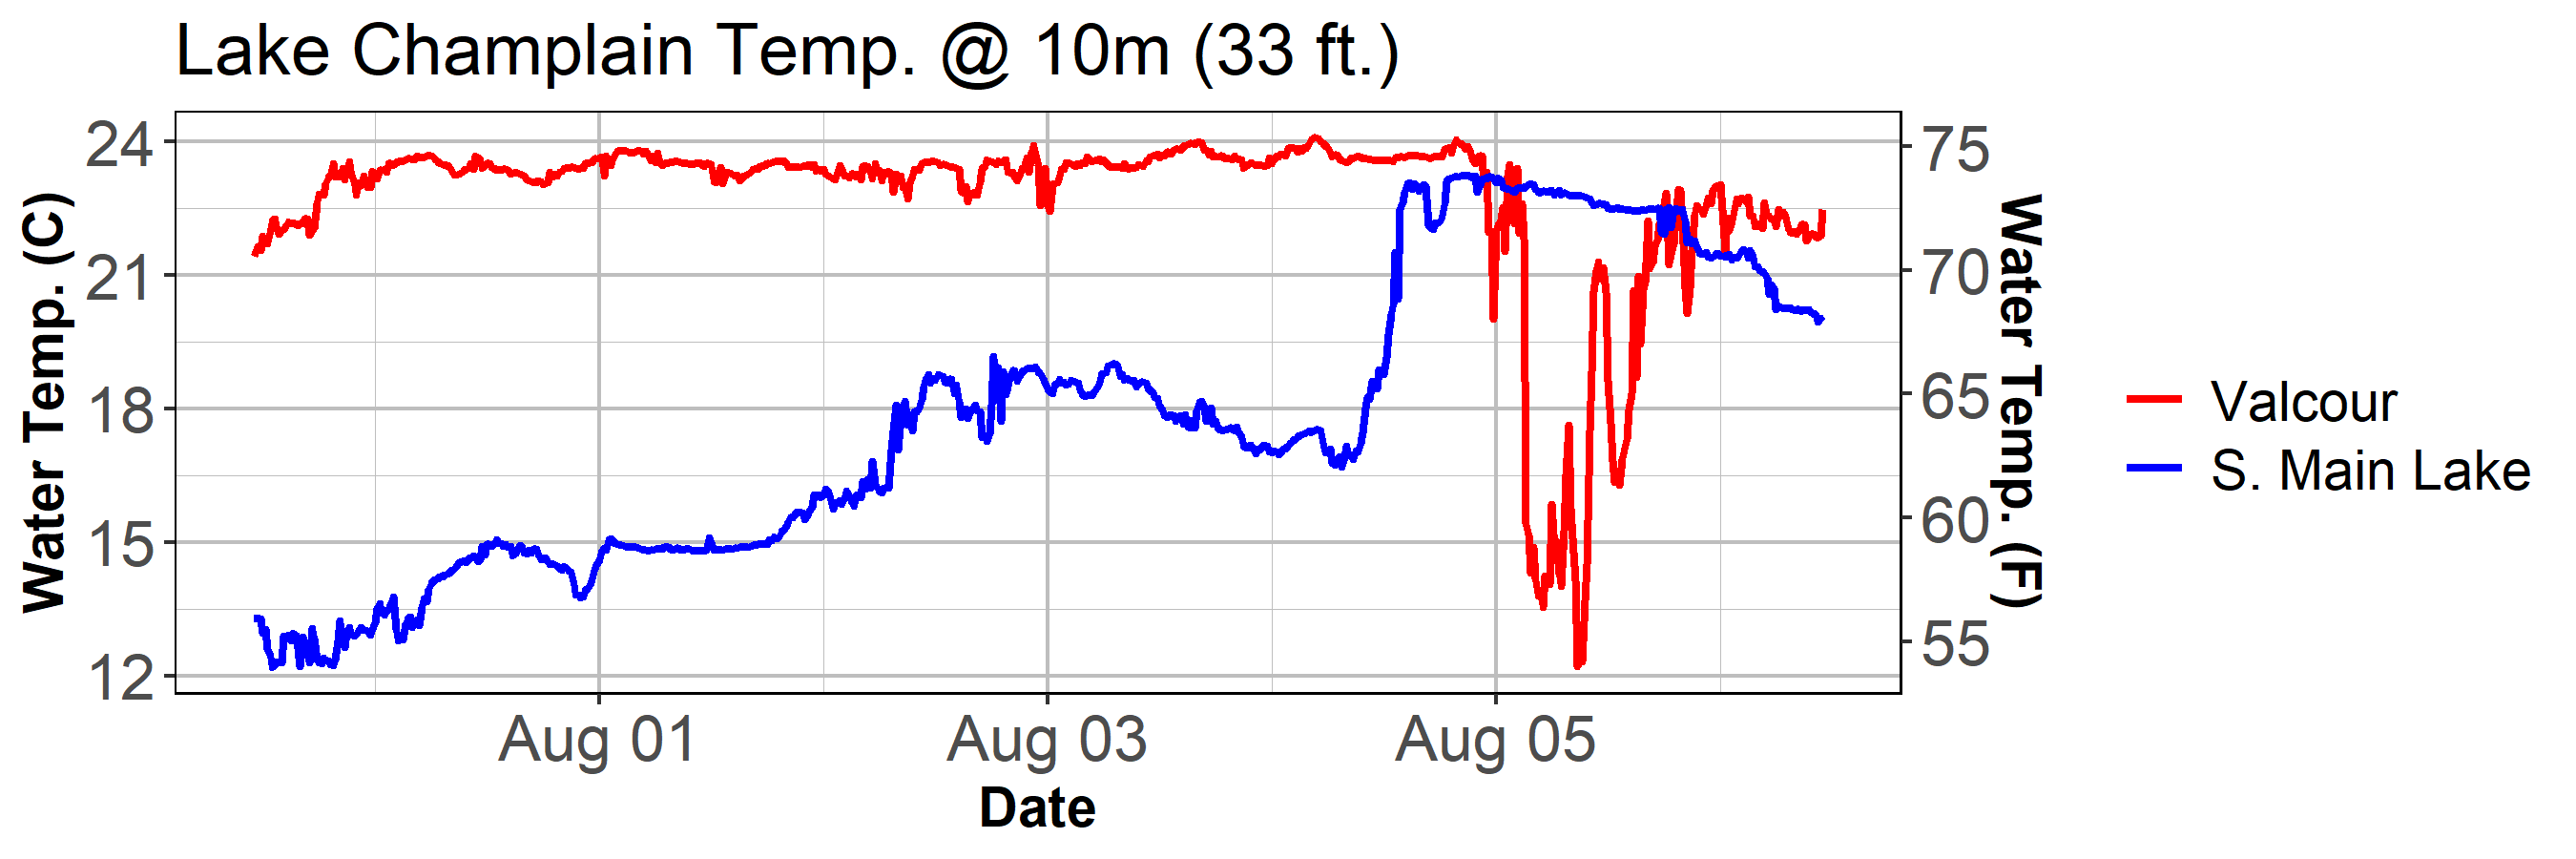 Lake Champlain Temp. @ 10m (33 ft.)
Water Temp. (C)
24
21
18
15
12
75
70
65
60
55
Water Temp. (F)
Aug 01
Aug 03
Aug 05
Date
Valcour
S. Main Lake